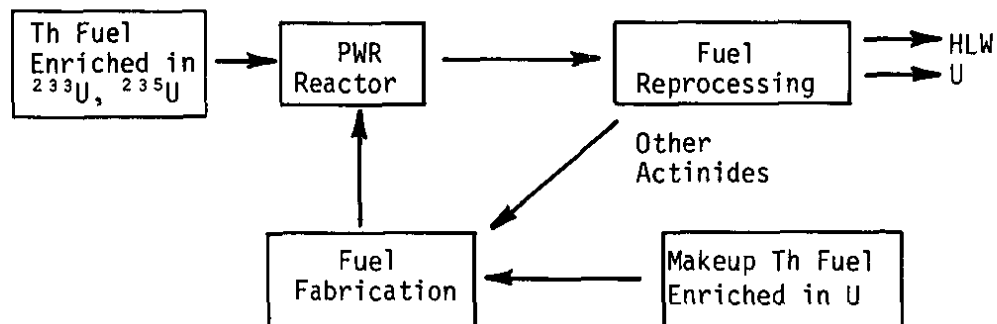 Th Fuel
Enriched in
²³³U, ²³⁵U
PWR
Reactor
Fuel
Reprocessing
HLW
U
Other
Actinides
Fuel
Fabrication
Makeup Th Fuel
Enriched in U